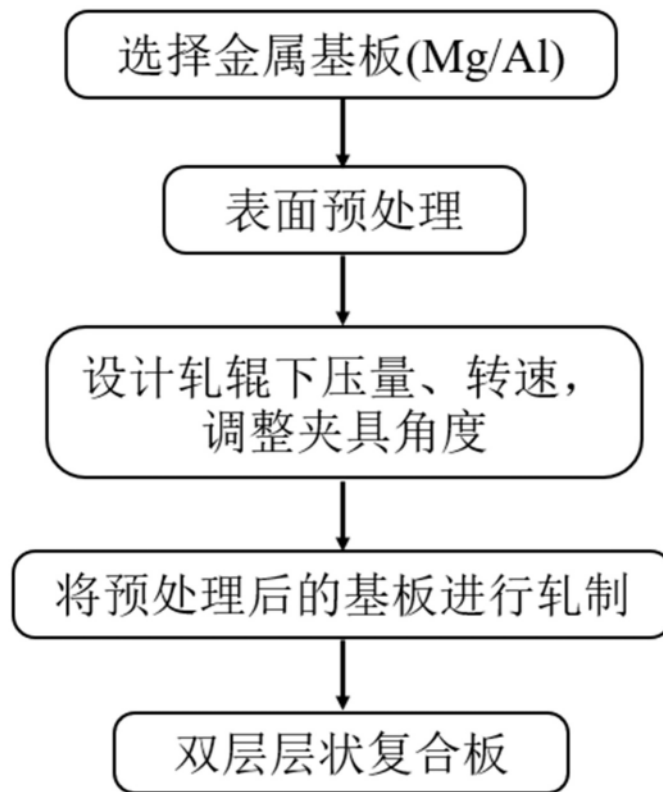 选择金属基板(Mg/Al)
表面预处理
设计轧辊下压量、转速，
调整夹具角度
将预处理后的基板进行轧制
双层层状复合板